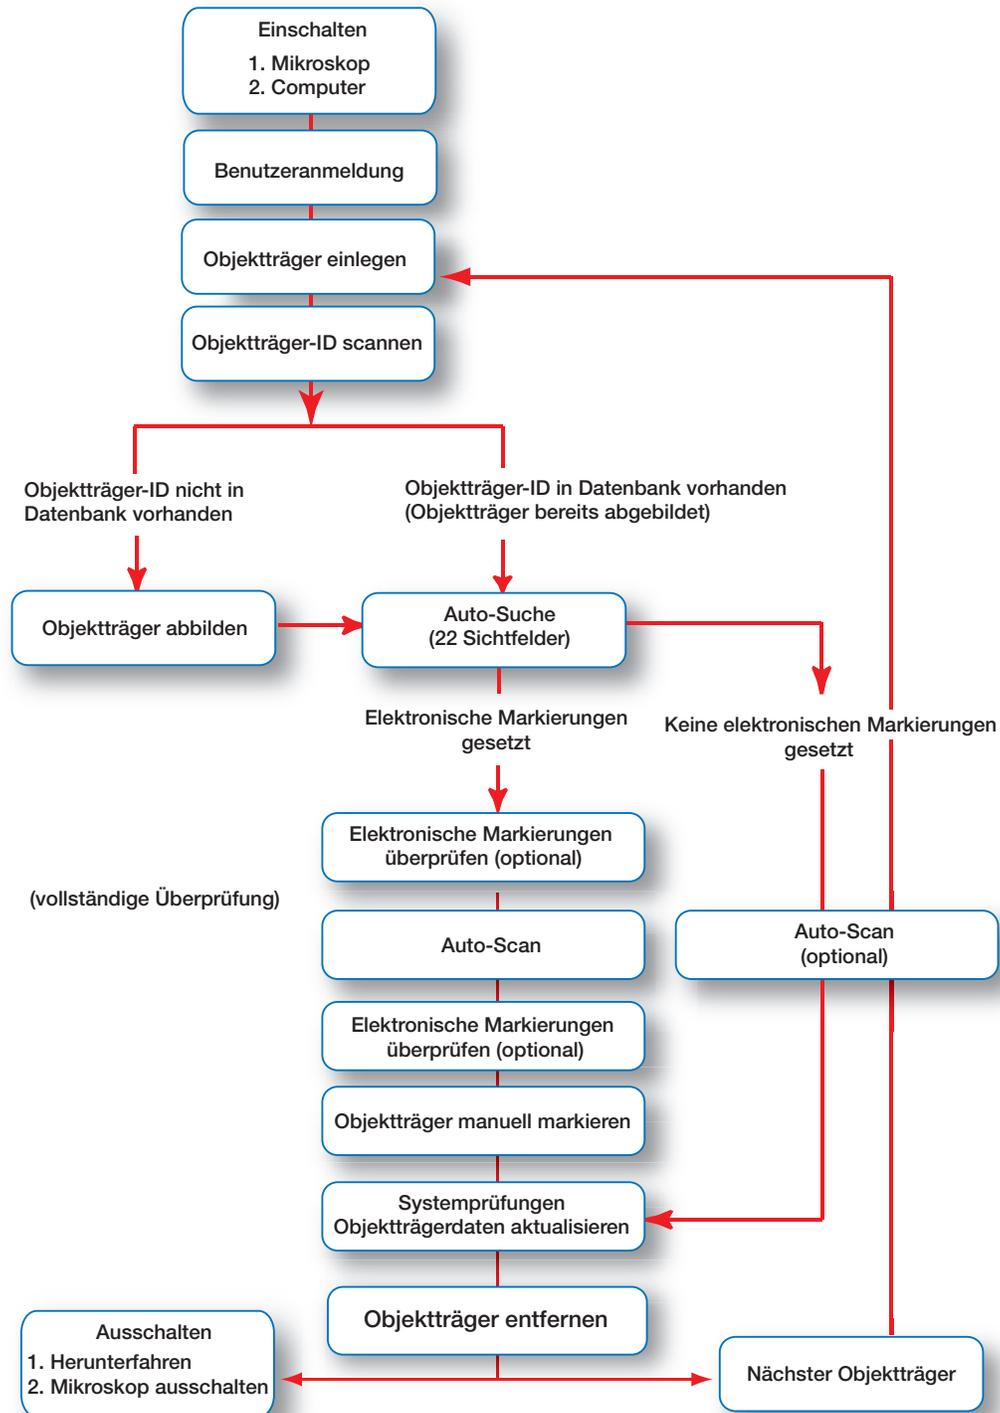 Einschalten
1. Mikroskop
2. Computer
Benutzeranmeldung
Objektträger einlegen
Objektträger-ID scannen
Objektträger-ID nicht in
Datenbank vorhanden
Objektträger-ID in Datenbank vorhanden
(Objektträger bereits abgebildet)
Objektträger abbilden
Auto-Suche
(22 Sichtfelder)
Elektronische Markierungen
gesetzt
Keine elektronischen Markierungen
gesetzt
Elektronische Markierungen
überprüfen (optional)
(vollständige Überprüfung)
Auto-Scan
Auto-Scan
(optional)
Elektronische Markierungen
überprüfen (optional)
Objektträger manuell markieren
Systemprüfungen
Objektträgerdaten aktualisieren
Objektträger entfernen
Ausschalten
1. Herunterfahren
2. Mikroskop ausschalten
Nächster Objektträger